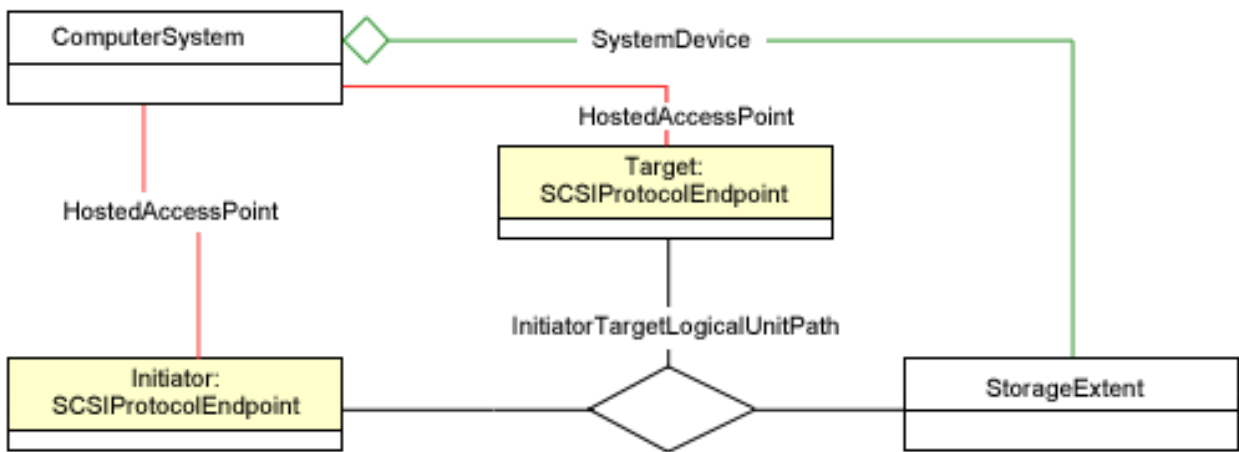 ComputerSystem
SystemDevice
HostedAccessPoint
Target:
SCSIProtocolEndpoint
HostedAccessPoint
InitiatorTargetLogicalUnitPath
Initiator:
SCSIProtocolEndpoint
StorageExtent